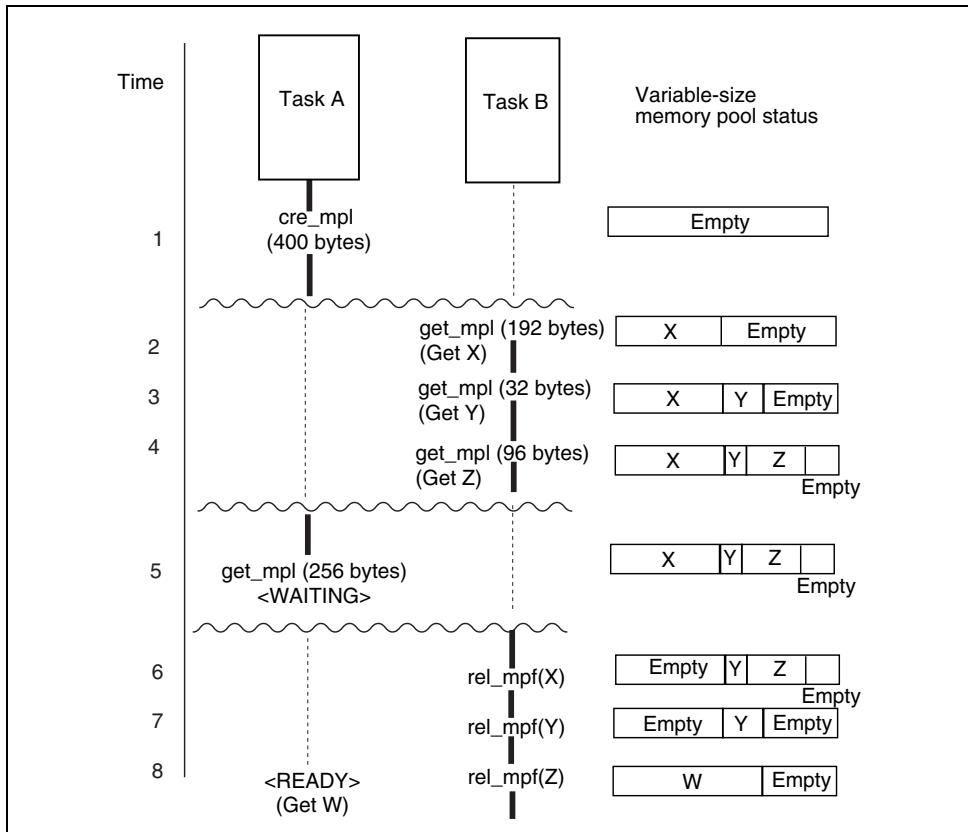 Time
Task A
Task B
Variable-size
memory pool status
1
cre_mpl
(400 bytes)
Empty
2
get_mpl (192 bytes)
(Get X)
X
Empty
3
get_mpl (32 bytes)
(Get Y)
X
Y
Empty
4
get_mpl (96 bytes)
(Get Z)
X
Y
Z
Empty
5
get_mpl (256 bytes)
<WAITING>
X
Y
Z
Empty
6
rel_mpf(X)
Empty
Y
Z
Empty
7
rel_mpf(Y)
Empty
Y
Empty
8
<READY>
(Get W)
rel_mpf(Z)
W
Empty